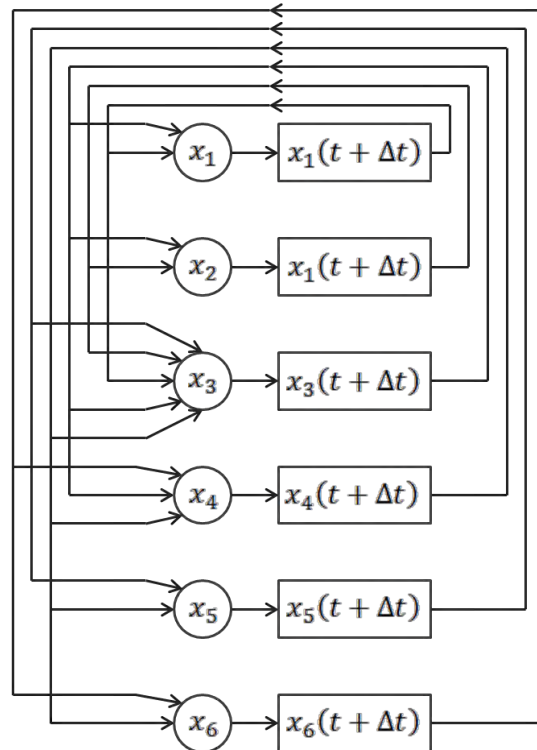 x₁ x₁(t + Δt)
x₂ x₁(t + Δt)
x₃ x₃(t + Δt)
x₄ x₄(t + Δt)
x₅ x₅(t + Δt)
x₆ x₆(t + Δt)